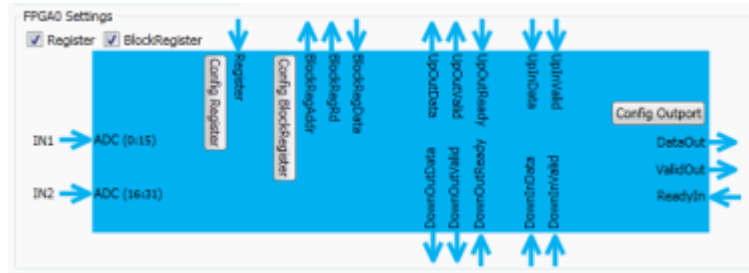 FPGA0 Settings
Register BlockRegister
Config Register
Register
Config BlockRegister
BlockRegAddr
BlockRegRd
BlockRegData
UpOutData
UpOutValid
UpOutReady
UpInData
UpInValid
Config Outport
IN1 ADC (0:15)
DataOut
ValidOut
IN2 ADC (16:31)
ReadyIn
DownOutData
DownOutValid
DownOutReady
DownInData
DownInValid